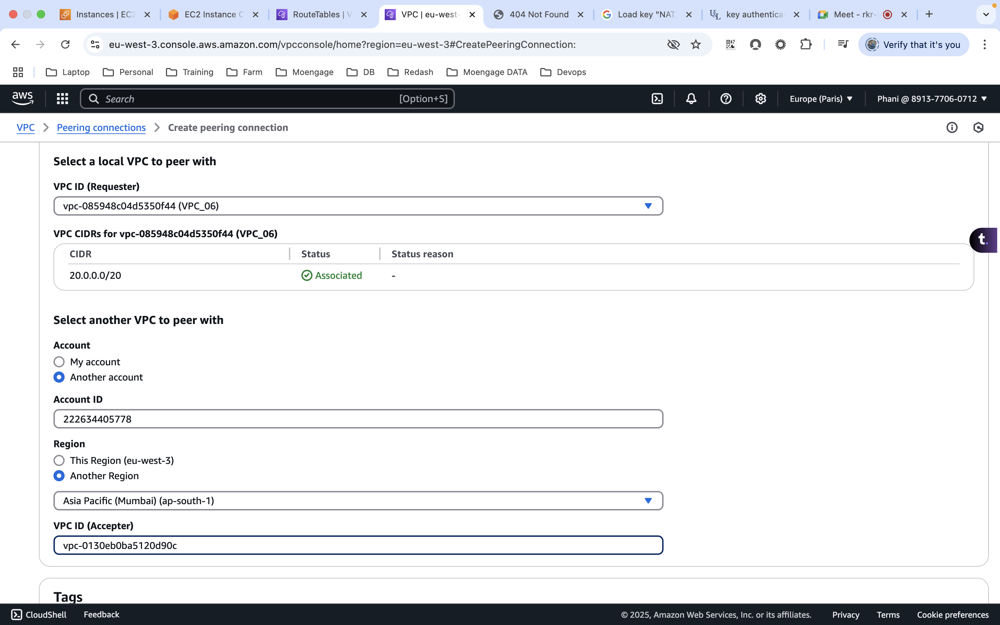 Instances | EC2
EC2 Instance C
RouteTables | V
VPC | eu-west-
404 Not Found
Load key "NAT
key authentica
Meet - rkr-j
eu-west-3.console.aws.amazon.com/vpcconsole/home?region=eu-west-3#CreatePeeringConnection:
Verify that it's you
Laptop
Personal
Training
Farm
Moengage
DB
Redash
Moengage DATA
Devops
aws
Search
[Option+S]
Europe (Paris)
Phani @ 8913-7706-0712
VPC
Peering connections
Create peering connection
Select a local VPC to peer with
VPC ID (Requester)
vpc-085948c04d5350f44 (VPC_06)
VPC CIDRs for vpc-085948c04d5350f44 (VPC_06)
CIDR
Status
Status reason
20.0.0.0/20
Associated
-
t.
Select another VPC to peer with
Account
My account
Another account
Account ID
222634405778
Region
This Region (eu-west-3)
Another Region
Asia Pacific (Mumbai) (ap-south-1)
VPC ID (Accepter)
vpc-0130eb0ba5120d90c
Tags
CloudShell
Feedback
© 2025, Amazon Web Services, Inc. or its affiliates.
Privacy
Terms
Cookie preferences